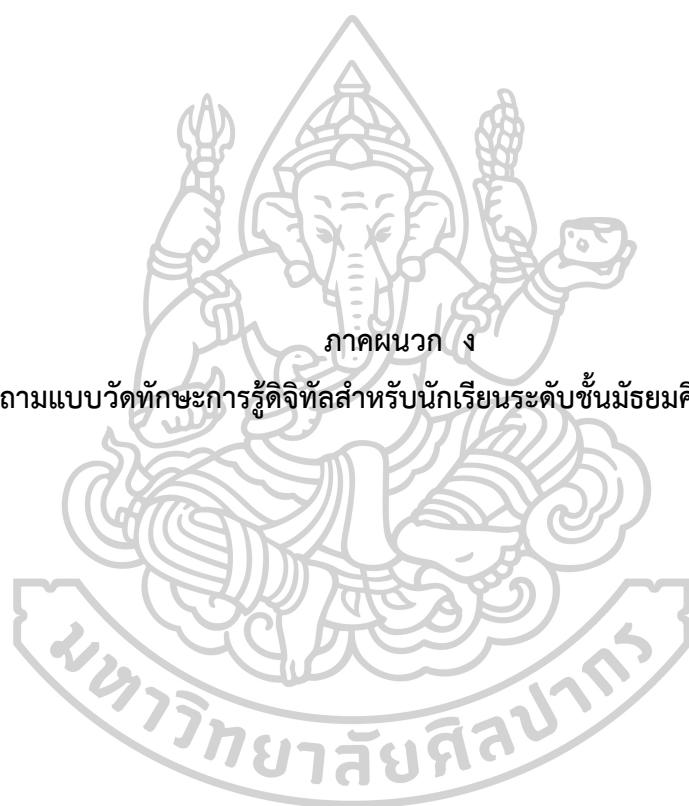 ภาคผนวก ง
ถามแบบวัดทักษะการรู้ดิจิทัลสำหรับนักเรียนระดับชั้นมัธยมศึ
มหาวิทยาลัยศิลปากร